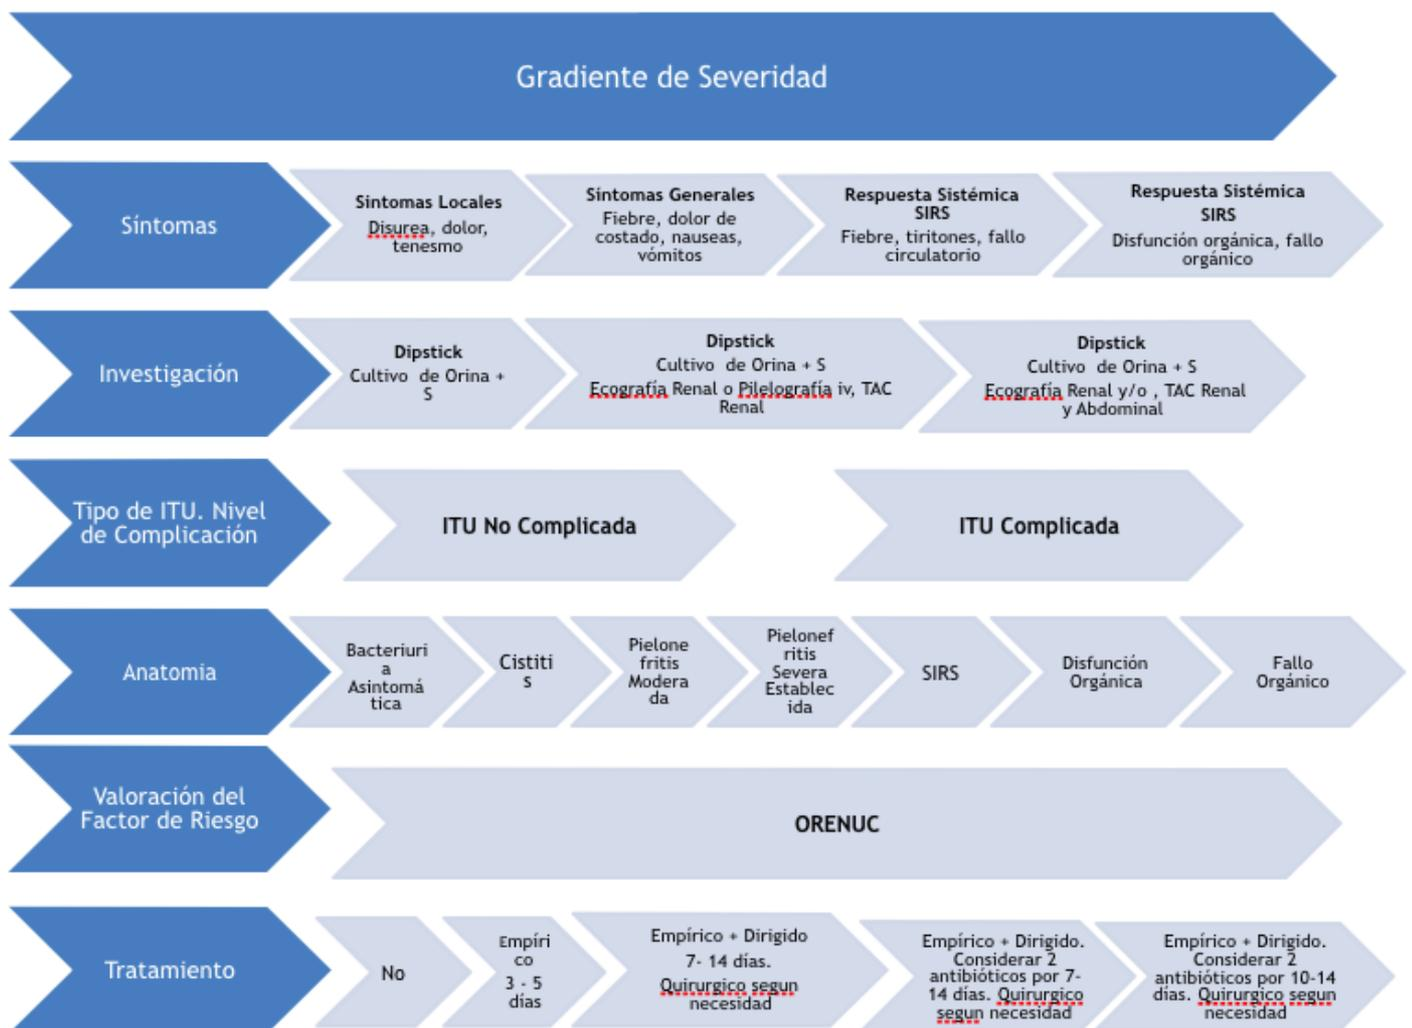 Gradiente de Severidad
Síntomas
Síntomas Locales
Disurea, dolor,
tenesmo
Síntomas Generales
Fiebre, dolor de
costado, nauseas,
vómitos
Respuesta Sistémica
SIRS
Fiebre, tiritones, fallo
circulatorio
Respuesta Sistémica
SIRS
Disfunción orgánica, fallo
orgánico
Investigación
Dipstick
Cultivo de Orina +
S
Dipstick
Cultivo de Orina + S
Ecografía Renal o Pilelografía iv, TAC
Renal
Dipstick
Cultivo de Orina + S
Ecografía Renal y/o , TAC Renal
y Abdominal
Tipo de ITU. Nivel
de Complicación
ITU No Complicada
ITU Complicada
Anatomia
Bacteriuri
a
Asintomá
tica
Cistiti
s
Pielone
fritis
Modera
da
Pielonef
ritis
Severa
Establec
ida
SIRS
Disfunción
Orgánica
Fallo
Orgánico
Valoración del
Factor de Riesgo
ORENUC
Tratamiento
No
Empíri
co
3 - 5
días
Empírico + Dirigido
7- 14 días.
Quirurgico segun
necesidad
Empírico + Dirigido.
Considerar 2
antibióticos por 7-
14 días. Quirurgico
segun necesidad
Empírico + Dirigido.
Considerar 2
antibióticos por 10-14
días. Quirurgico segun
necesidad